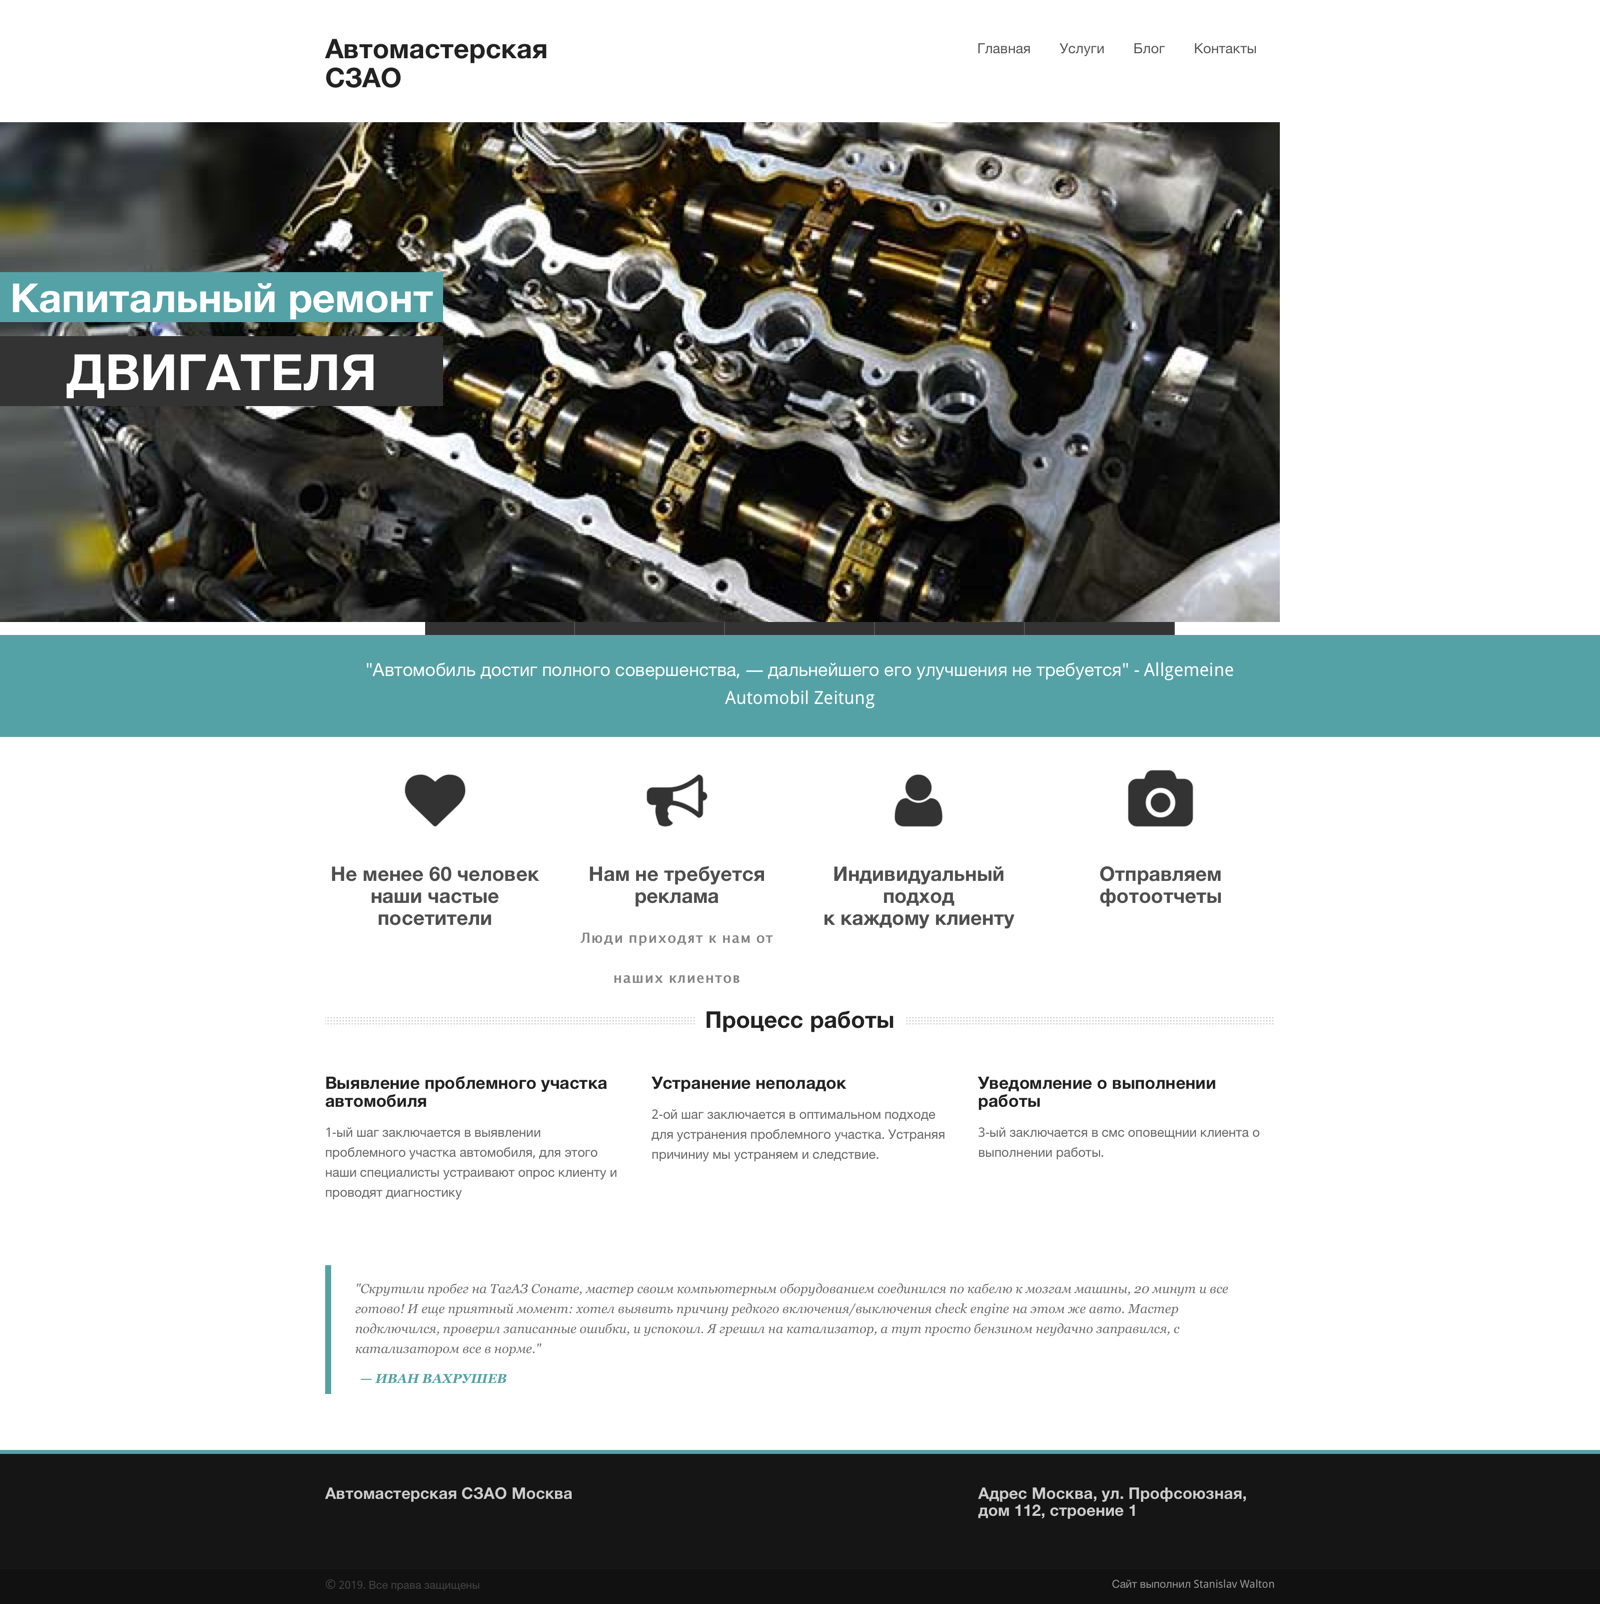 Автомастерская
СЗАО
Главная Услуги Блог Контакты
Капитальный ремонт
ДВИГАТЕЛЯ
"Автомобиль достиг полного совершенства, — дальнейшего его улучшения не требуется" - Allgemeine
Automobil Zeitung
Не менее 60 человек
наши частые
посетители
Нам не требуется
реклама
Люди приходят к нам от
наших клиентов
Индивидуальный
подход
к каждому клиенту
Отправляем
фотоотчеты
Процесс работы
Выявление проблемного участка
автомобиля
1-ый шаг заключается в выявлении
проблемного участка автомобиля, для этого
наши специалисты устраивают опрос клиенту и
проводят диагностику
Устранение неполадок
2-ой шаг заключается в оптимальном подходе
для устранения проблемного участка. Устраняя
причиниу мы устраняем и следствие.
Уведомление о выполнении
работы
3-ый заключается в смс оповещнии клиента о
выполнении работы.
"Скрутили пробег на ТагАЗ Сонате, мастер своим компьютерным оборудованием соединился по кабелю к мозгам машины, 20 минут и все
готово! И еще приятный момент: хотел выявить причину редкого включения/выключения check engine на этом же авто. Мастер
подключился, проверил записанные ошибки, и успокоил. Я грешил на катализатор, а тут просто бензином неудачно заправился, с
катализатором все в норме."
— ИВАН ВАХРУШЕВ
Автомастерская СЗАО Москва
Адрес Москва, ул. Профсоюзная,
дом 112, строение 1
© 2019. Все права защищены
Сайт выполнил Stanislav Walton